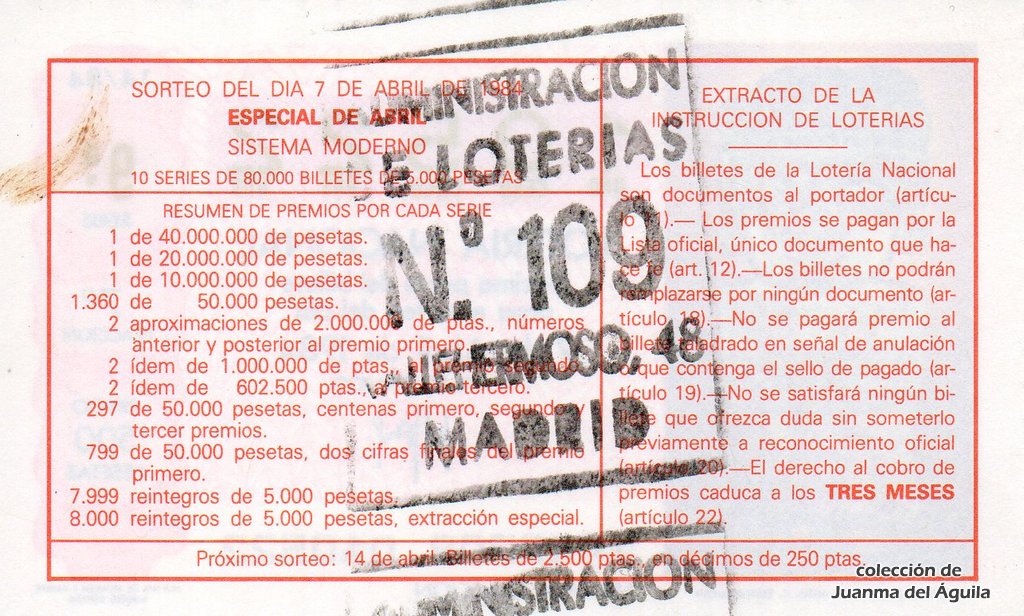 SORTEO DEL DIA 7 DE ABRIL DE 1984
ESPECIAL DE ABRIL
SISTEMA MODERNO
10 SERIES DE 80.000 BILLETES DE 5.000 PESETAS
RESUMEN DE PREMIOS POR CADA SERIE
1 de 40.000.000 de pesetas.
1 de 20.000.000 de pesetas.
1 de 10.000.000 de pesetas.
1.360 de 50.000 pesetas.
2 aproximaciones de 2.000.000 de ptas., números
anterior y posterior al premio primero.
2 ídem de 1.000.000 de ptas., al premio segundo
2 ídem de 602.500 ptas., al premio tercero.
297 de 50.000 pesetas, centenas primero, segundo y
tercer premios.
799 de 50.000 pesetas, dos cifras finales del premio
primero.
7.999 reintegros de 5.000 pesetas.
8.000 reintegros de 5.000 pesetas, extracción especial.
EXTRACTO DE LA
INSTRUCCION DE LOTERIAS
Los billetes de la Lotería Nacional
son documentos al portador (artícu-
lo 11).— Los premios se pagan por la
Lista oficial, único documento que ha-
ce fe (art. 12).—Los billetes no podrán
remplazarse por ningún documento (ar-
tículo 18).—No se pagará premio al
billete taladrado en señal de anulación
o que contenga el sello de pagado (ar-
tículo 19).—No se satisfará ningún bi-
llete que ofrezca duda sin someterlo
previamente a reconocimiento oficial
(artículo 20).—El derecho al cobro de
premios caduca a los TRES MESES
(artículo 22).
Próximo sorteo: 14 de abril. Billetes de 2.500 ptas. en décimos de 250 ptas.
ADMINISTRACION
DE LOTERIAS
N.º 109
VALLEHERMOSO, 48
MADRID
ADMINISTRACION
colección de
Juanma del Águila